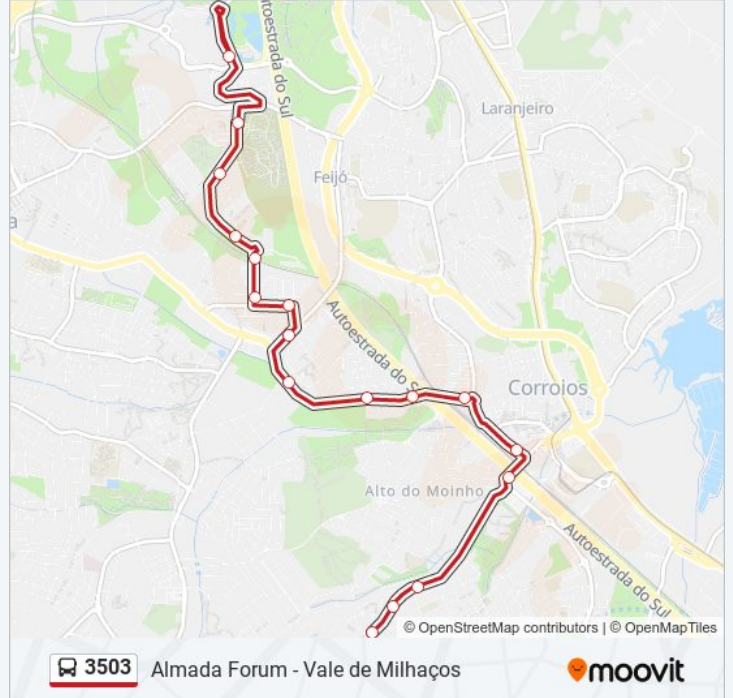 Autoestrada do Sul
Laranjeiro
Feijó
a
Autoestrada do Sul
Corroios
Alto do Moinho
Autoestrada do Sul
© OpenStreetMap contributors | © OpenMapTiles
3503 Almada Forum - Vale de Milhaços
moovit